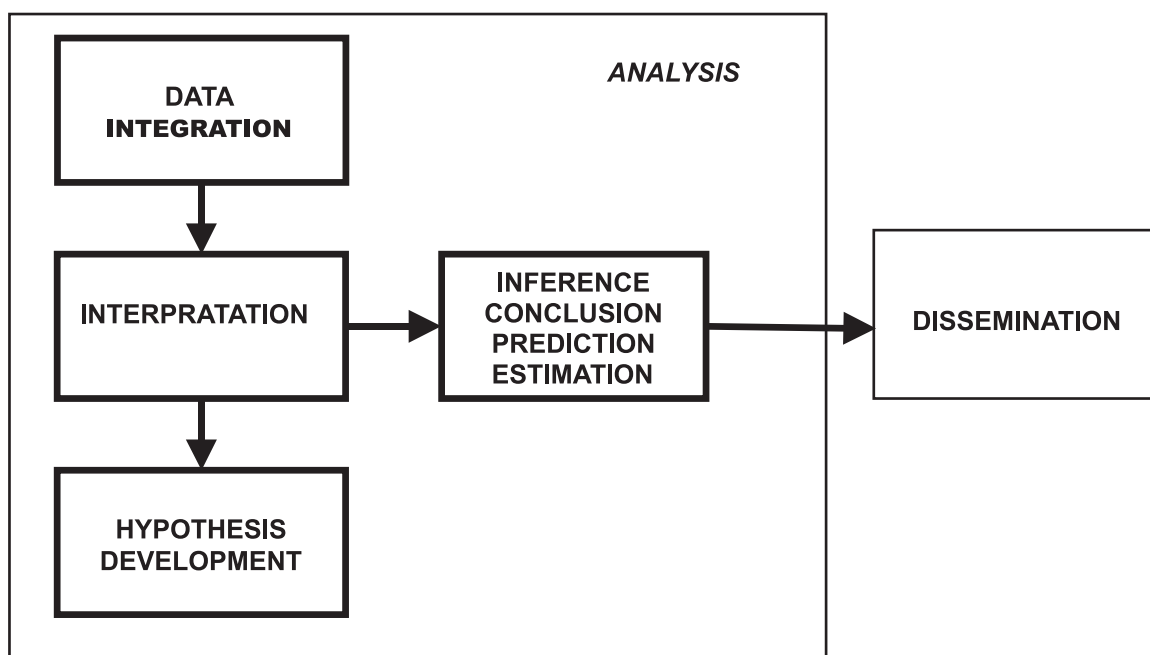 ANALYSIS
DATA
INTEGRATION
INTERPRATATION
INFERENCE
CONCLUSION
PREDICTION
ESTIMATION
DISSEMINATION
HYPOTHESIS
DEVELOPMENT